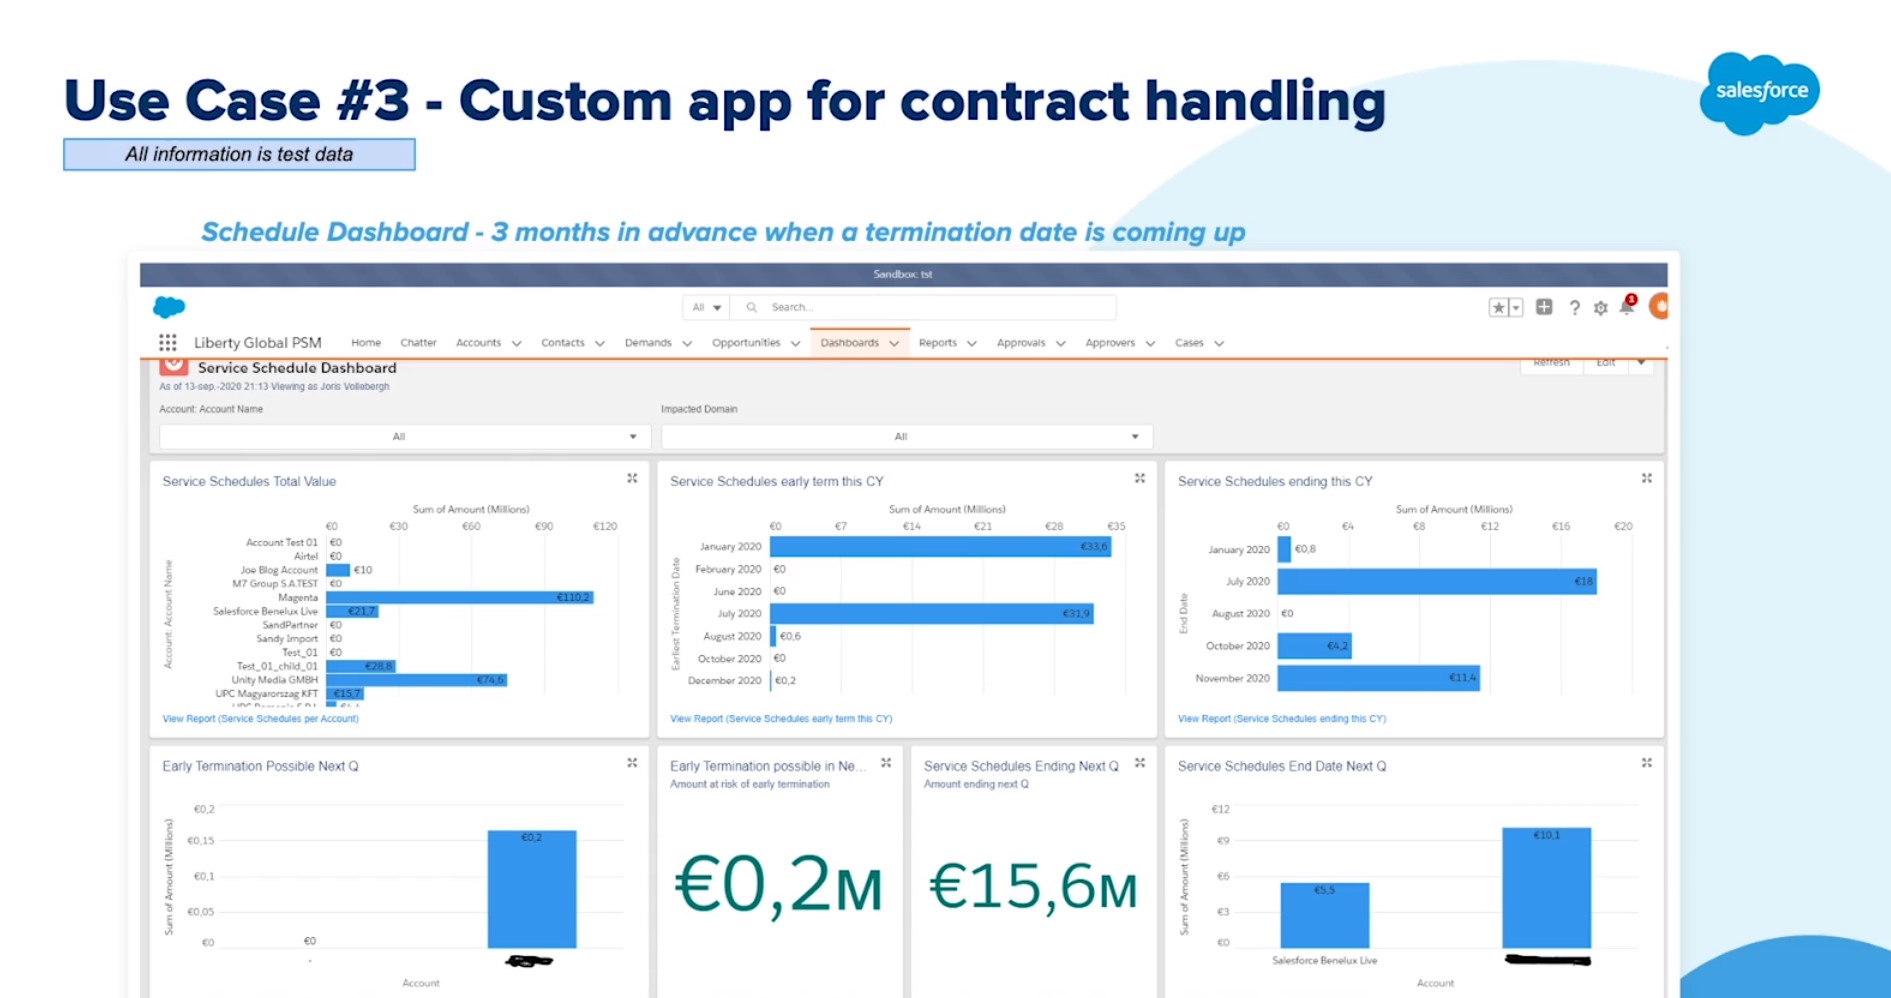 Use Case #3 - Custom app for contract handling
salesforce
All information is test data
Schedule Dashboard - 3 months in advance when a termination date is coming up
Sandbox: tst
All
Search...
1
Liberty Global PSM
Home
Chatter
Accounts
Contacts
Demands
Opportunities
Dashboards
Reports
Approvals
Approvers
Cases
Service Schedule Dashboard
Refresh
Edit
As of 13-sep.-2020 21:13 Viewing as Joris Vollebergh
Account: Account Name
Impacted Domain
All
All
Service Schedules Total Value
Sum of Amount (Millions)
€0 €30 €60 €90 €120
Account: Account Name
Account Test 01 €0
Airtel €0
Joe Blog Account €10
M7 Group S.A.TEST €0
Magenta €110,2
Salesforce Benelux Live €21,7
SandPartner €0
Sandy Import €0
Test_01 €0
Test_01_child_01 €28,8
Unity Media GMBH €74,6
UPC Magyarorszag KFT €15,7
View Report (Service Schedules per Account)
Service Schedules early term this CY
Sum of Amount (Millions)
€0 €7 €14 €21 €28 €35
Earliest Termination Date
January 2020 €33,6
February 2020 €0
June 2020 €0
July 2020 €31,9
August 2020 €0,6
October 2020 €0
December 2020 €0,2
View Report (Service Schedules early term this CY)
Service Schedules ending this CY
Sum of Amount (Millions)
€0 €4 €8 €12 €16 €20
End Date
January 2020 €0,8
July 2020 €18
August 2020 €0
October 2020 €4,2
November 2020 €11,4
View Report (Service Schedules ending this CY)
Early Termination Possible Next Q
Sum of Amount (Millions)
€0,2
€0,15
€0,1
€0,05
€0
€0
€0,2
Account
Early Termination possible in Ne...
Amount at risk of early termination
€0,2M
Service Schedules Ending Next Q
Amount ending next Q
€15,6M
Service Schedules End Date Next Q
Sum of Amount (Millions)
€12
€9
€6
€3
€0
€5,5
€10,1
Salesforce Benelux Live
Account